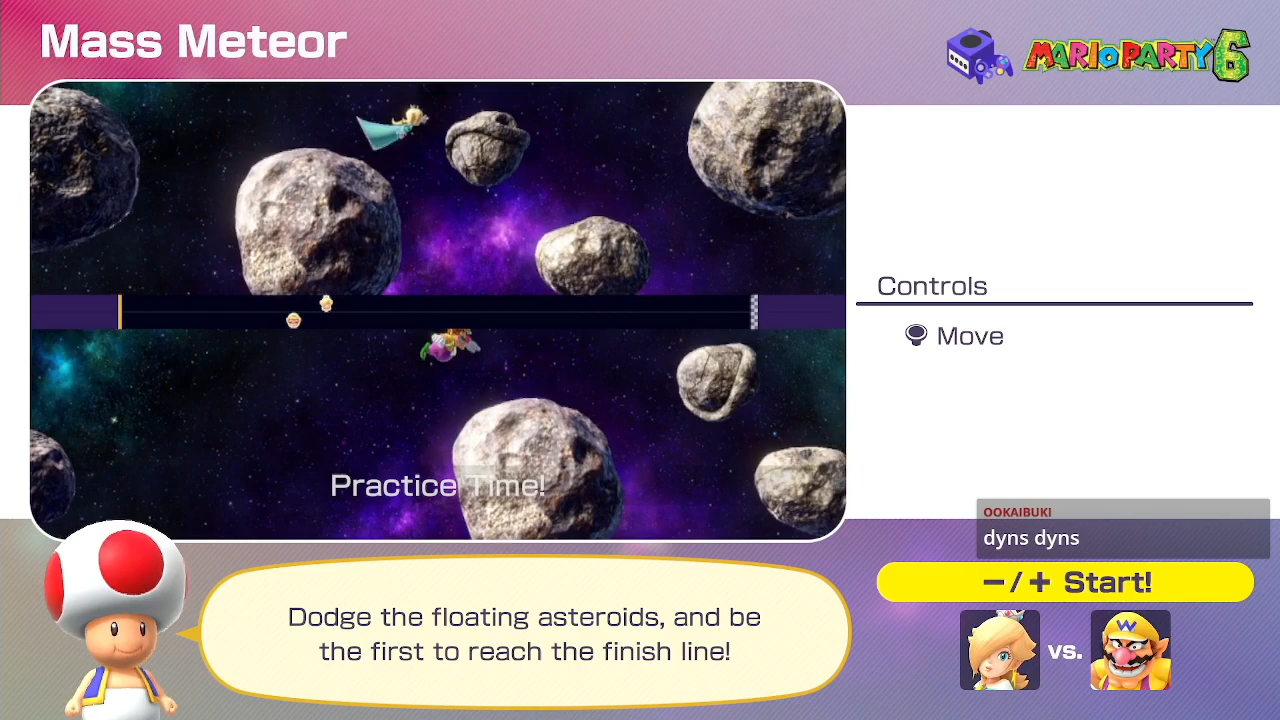 Mass Meteor
MARIO PARTY 6
Controls
Move
Practice Time!
OOKAIBUKI
dyns dyns
−/+ Start!
Dodge the floating asteroids, and be
the first to reach the finish line!
vs.